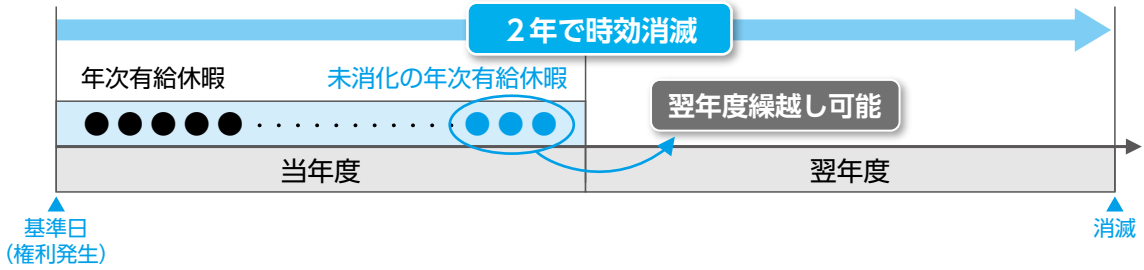 ２年で時効消滅
年次有給休暇
未消化の年次有給休暇
翌年度繰越し可能
当年度
翌年度
基準日
（権利発生）
消滅